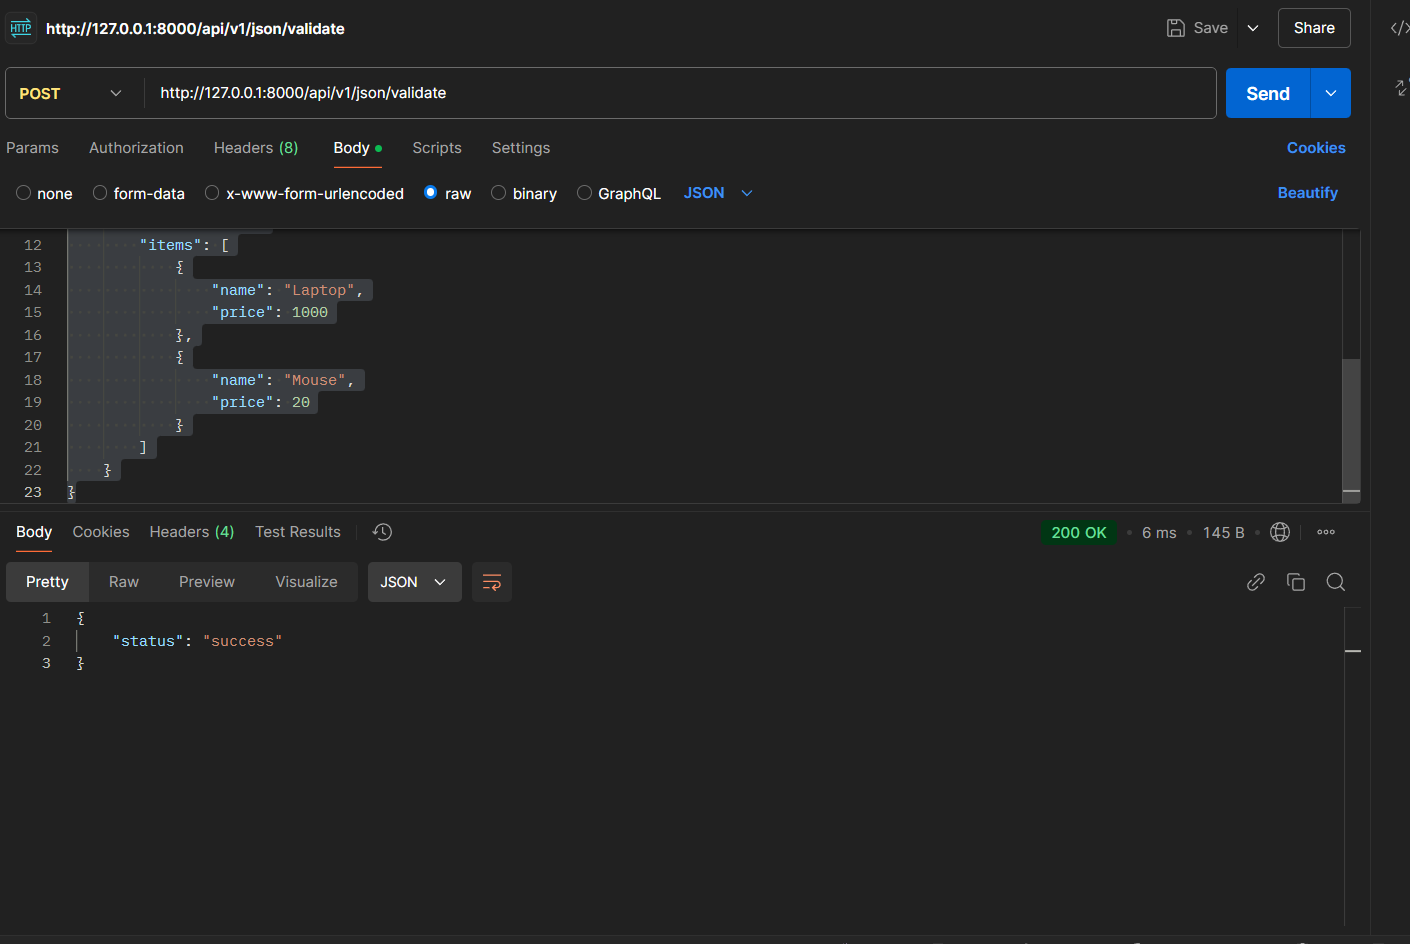 HTTP http://127.0.0.1:8000/api/v1/json/validate Save Share
POST http://127.0.0.1:8000/api/v1/json/validate Send
Params Authorization Headers (8) Body Scripts Settings Cookies
none form-data x-www-form-urlencoded raw binary GraphQL JSON Beautify
12 "items": [
13 {
14 "name": "Laptop",
15 "price": 1000
16 },
17 {
18 "name": "Mouse",
19 "price": 20
20 }
21 ]
22 }
23 }
Body Cookies Headers (4) Test Results 200 OK • 6 ms • 145 B •
Pretty Raw Preview Visualize JSON
1 {
2 "status": "success"
3 }